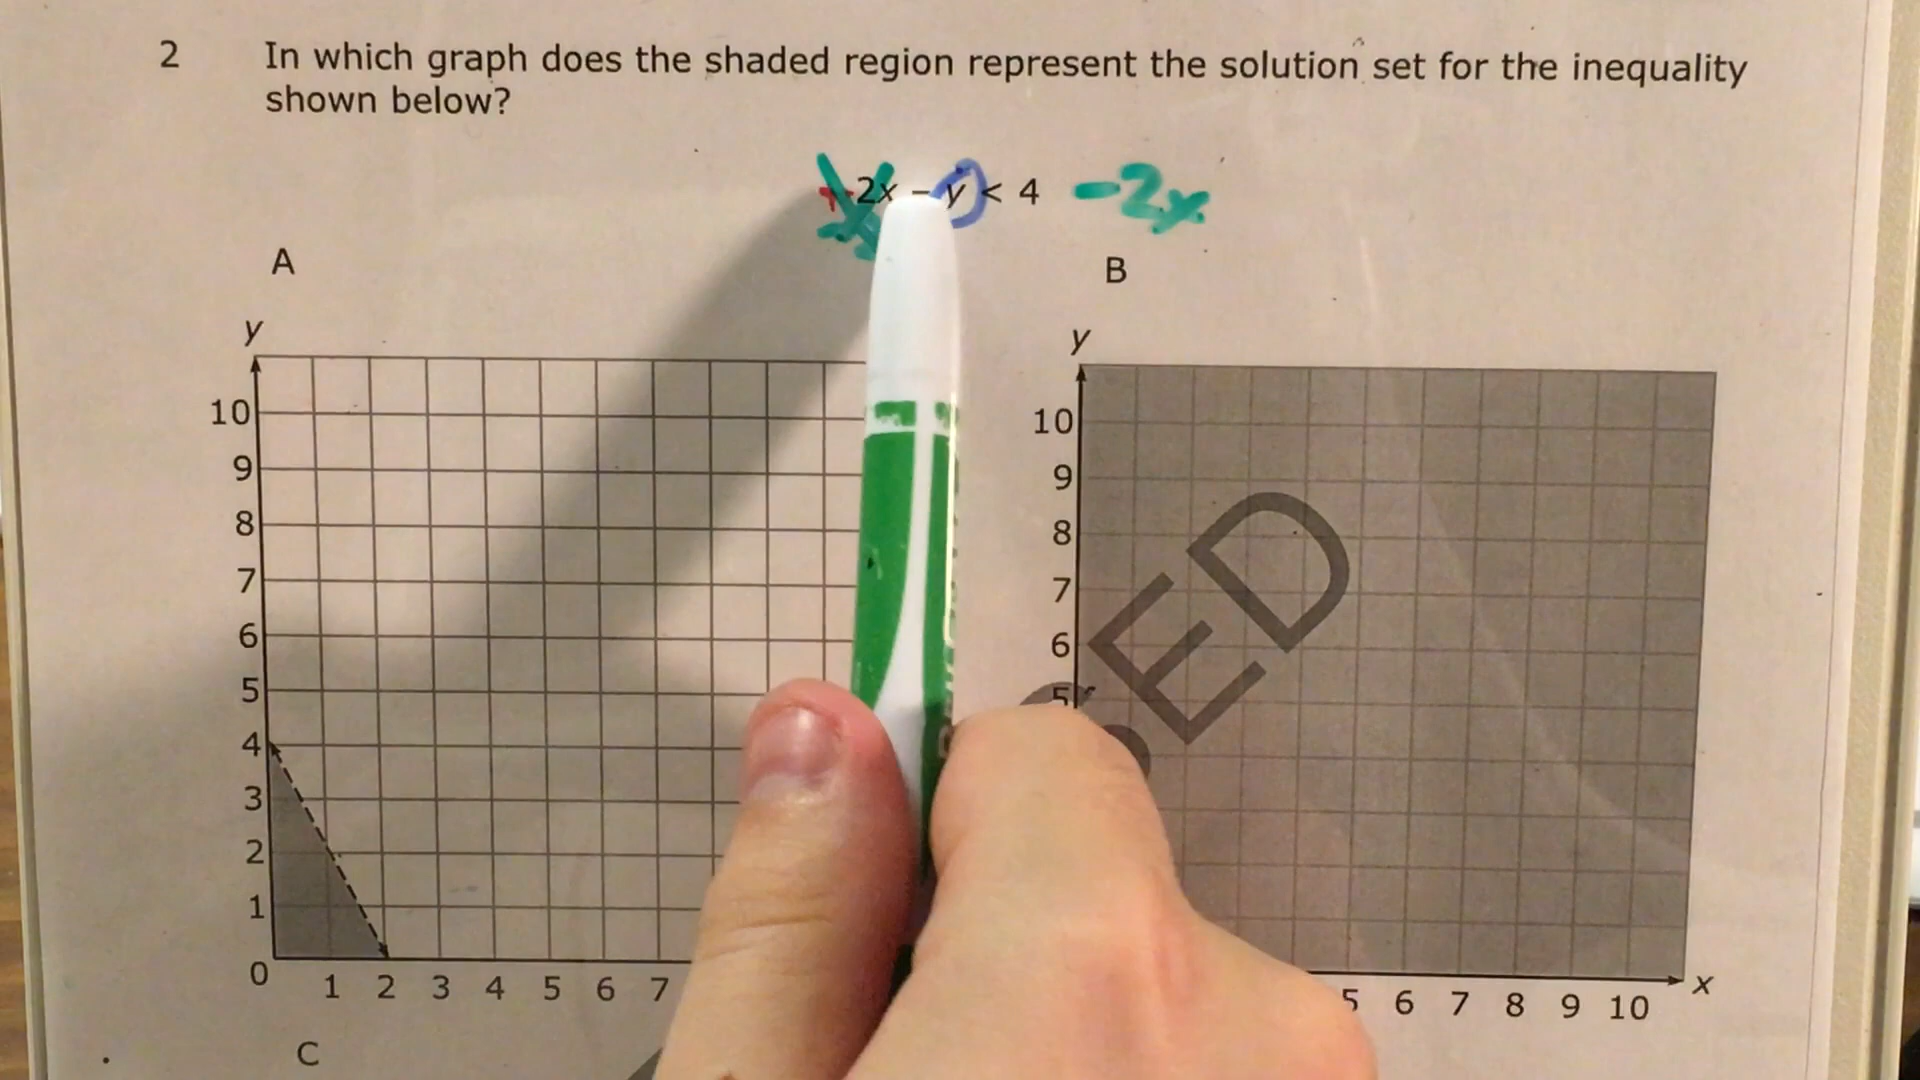 2 In which graph does the shaded region represent the solution set for the inequality
shown below?
2x – y < 4 -2x
A
B
y
10
9
8
7
6
5
4
3
2
1
0
1 2 3 4 5 6 7
y
10
9
8
7
6
5
SED
5 6 7 8 9 10
x
C